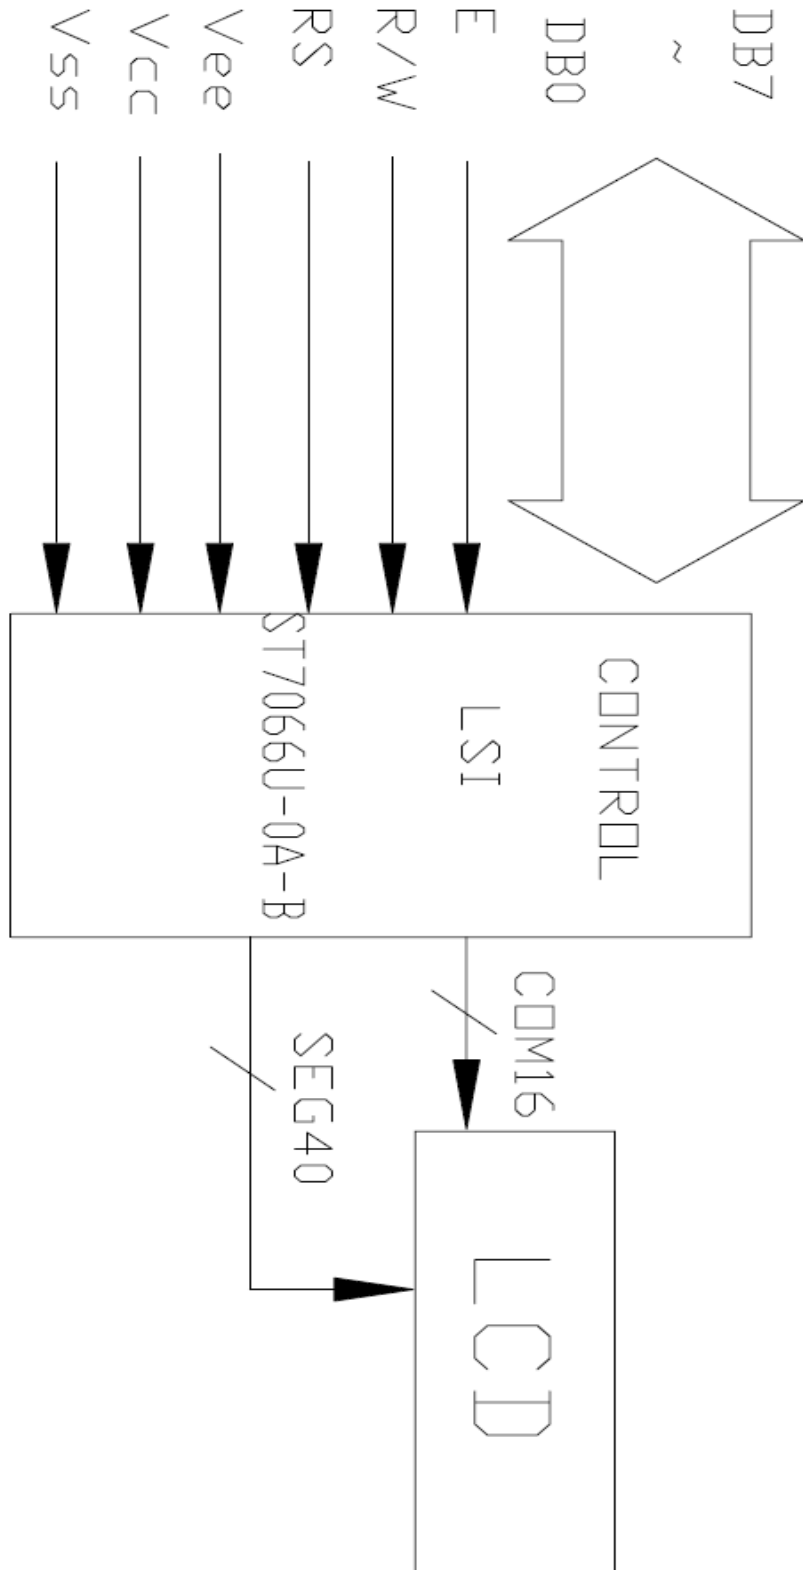 DB7
~
DB0
E
R/W
RS
Vee
Vcc
Vss
CONTROL
LSI
ST7066U-0A-B
COM16
SEG40
LCD